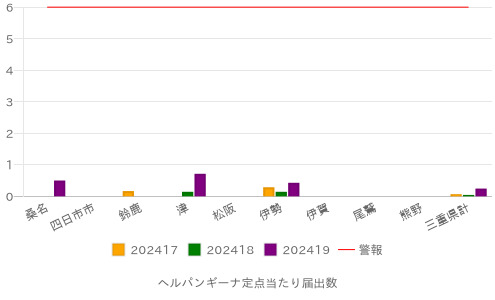 6
5
4
3
2
1
0
桑名 四日市市 鈴鹿 津 松阪 伊勢 伊賀 尾鷲 熊野 三重県計
202417 202418 202419 警報
ヘルパンギーナ定点当たり届出数